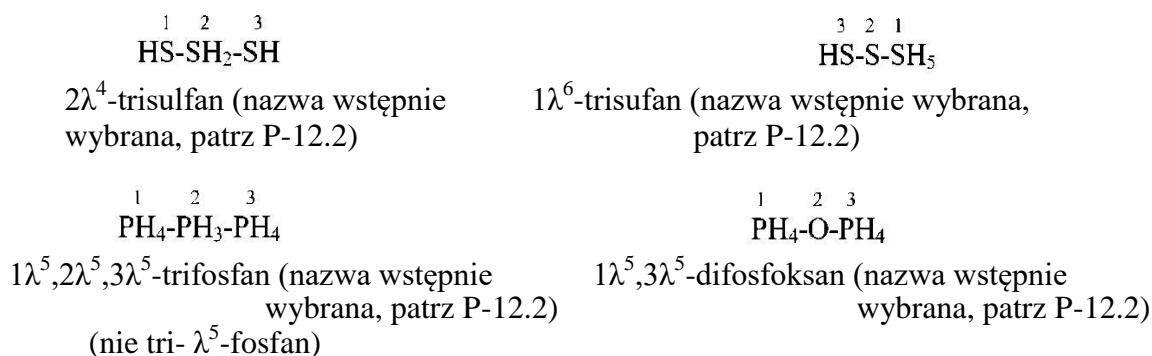 1 2 3
HS-SH₂-SH
2λ⁴-trisulfan (nazwa wstępnie
wybrana, patrz P-12.2)
3 2 1
HS-S-SH₅
1λ⁶-trisufan (nazwa wstępnie wybrana,
patrz P-12.2)
1 2 3
PH₄-PH₃-PH₄
1λ⁵,2λ⁵,3λ⁵-trifosfan (nazwa wstępnie
wybrana, patrz P-12.2)
(nie tri- λ⁵-fosfan)
1 2 3
PH₄-O-PH₄
1λ⁵,3λ⁵-difosfoksan (nazwa wstępnie
wybrana, patrz P-12.2)